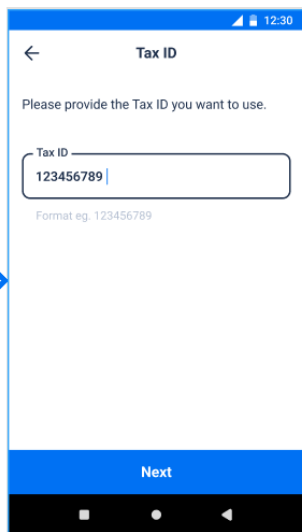 12:30
Tax ID
Please provide the Tax ID you want to use.
Tax ID
123456789
Format eg. 123456789
Next